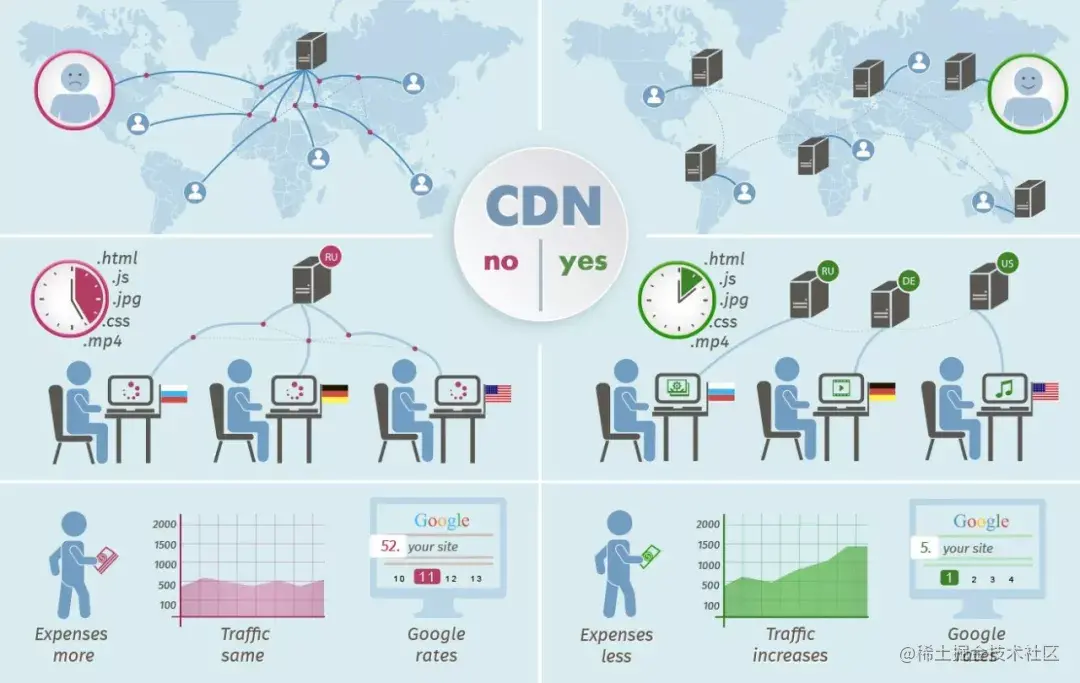 CDN
no
yes
.html
.js
.jpg
.css
.mp4
RU
.html
.js
.jpg
.css
.mp4
RU
DE
US
2000
1500
1000
500
100
Google
52. your site
10 11 12 13
Expenses
more
Traffic
same
Google
rates
2000
1500
1000
500
100
Google
5. your site
1 2 3 4
Expenses
less
Traffic
increases
Google
rates
@稀土掘金技术社区